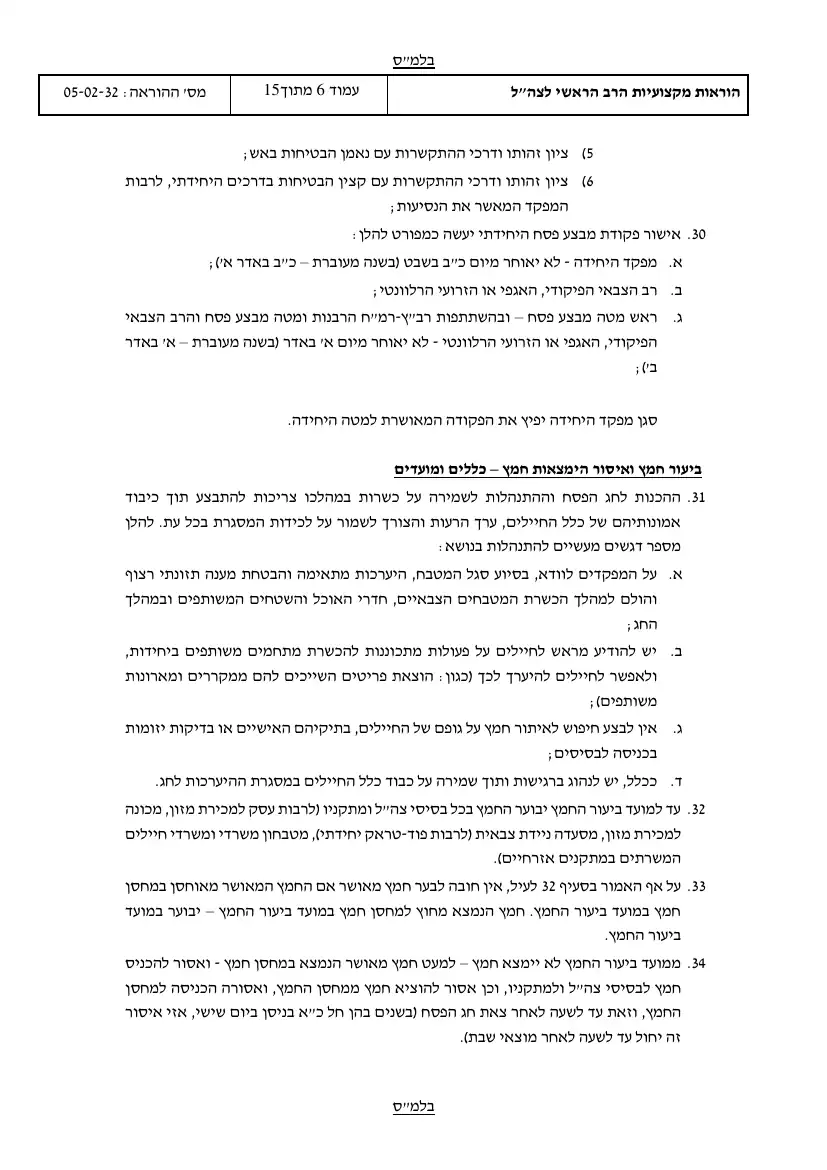 בלמ״ס
הוראות מקצועיות הרב הראשי לצה״ל
עמוד 6 מתוך15
מס׳ ההוראה: 05-02-32
5) ציון זהותו ודרכי ההתקשרות עם נאמן הבטיחות באש;
6) ציון זהותו ודרכי ההתקשרות עם קצין הבטיחות בדרכים היחידתי, לרבות
המפקד המאשר את הנסיעות;
30. אישור פקודת מבצע פסח היחידתי יעשה כמפורט להלן:
א. מפקד היחידה - לא יאוחר מיום כ״ב בשבט (בשנה מעוברת – כ״ב באדר א׳);
ב. רב הצבאי הפיקודי, האגפי או הזרועי הרלוונטי;
ג. ראש מטה מבצע פסח – ובהשתתפות רב״ץ-רמ״ח הרבנות ומטה מבצע פסח והרב הצבאי
הפיקודי, האגפי או הזרועי הרלוונטי - לא יאוחר מיום א׳ באדר (בשנה מעוברת – א׳ באדר
ב׳);
סגן מפקד היחידה יפיץ את הפקודה המאושרת למטה היחידה.
ביעור חמץ ואיסור הימצאות חמץ – כללים ומועדים
31. ההכנות לחג הפסח וההתנהלות לשמירה על כשרות במהלכו צריכות להתבצע תוך כיבוד
אמונותיהם של כלל החיילים, ערך הרעות והצורך לשמור על לכידות המסגרת בכל עת. להלן
מספר דגשים מעשיים להתנהלות בנושא:
א. על המפקדים לוודא, בסיוע סגל המטבח, היערכות מתאימה והבטחת מענה תזונתי רצוף
והולם למהלך הכשרת המטבחים הצבאיים, חדרי האוכל והשטחים המשותפים ובמהלך
החג;
ב. יש להודיע מראש לחיילים על פעולות מתכוננות להכשרת מתחמים משותפים ביחידות,
ולאפשר לחיילים להיערך לכך (כגון: הוצאת פריטים השייכים להם ממקררים ומארונות
משותפים);
ג. אין לבצע חיפוש לאיתור חמץ על גופם של החיילים, בתיקיהם האישיים או בדיקות יזומות
בכניסה לבסיסים;
ד. ככלל, יש לנהוג ברגישות ותוך שמירה על כבוד כלל החיילים במסגרת ההיערכות לחג.
32. עד למועד ביעור החמץ יבוער החמץ בכל בסיסי צה״ל ומתקניו (לרבות עסק למכירת מזון, מכונה
למכירת מזון, מסעדה ניידת צבאית (לרבות פוד-טראק יחידתי), מטבחון משרדי ומשרדי חיילים
המשרתים במתקנים אזרחיים).
33. על אף האמור בסעיף 32 לעיל, אין חובה לבער חמץ מאושר אם החמץ המאושר מאוחסן במחסן
חמץ במועד ביעור החמץ. חמץ הנמצא מחוץ למחסן חמץ במועד ביעור החמץ – יבוער במועד
ביעור החמץ.
34. ממועד ביעור החמץ לא יימצא חמץ – למעט חמץ מאושר הנמצא במחסן חמץ - ואסור להכניס
חמץ לבסיסי צה״ל ולמתקניו, וכן אסור להוציא חמץ ממחסן החמץ, ואסורה הכניסה למחסן
החמץ, וזאת עד לשעה לאחר צאת חג הפסח (בשנים בהן חל כ״א בניסן ביום שישי, אזי איסור
זה יחול עד לשעה לאחר מוצאי שבת).
בלמ״ס